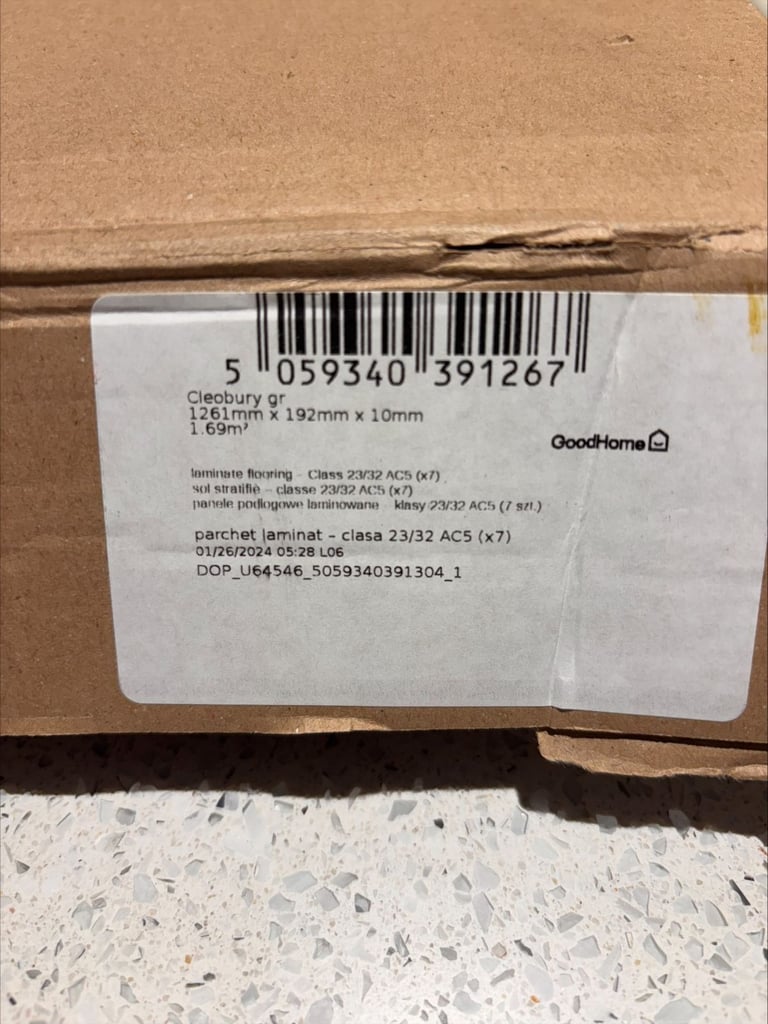 5 059340 391267
Cleobury gr
1261mm x 192mm x 10mm
1.69m²
GoodHome
laminate flooring - Class 23/32 AC5 (x7)
sol stratifié - classe 23/32 AC5 (x7)
panele podłogowe laminowane - klasy 23/32 AC5 (7 szt.)
parchet laminat - clasa 23/32 AC5 (x7)
01/26/2024 05:28 L06
DOP_U64546_5059340391304_1